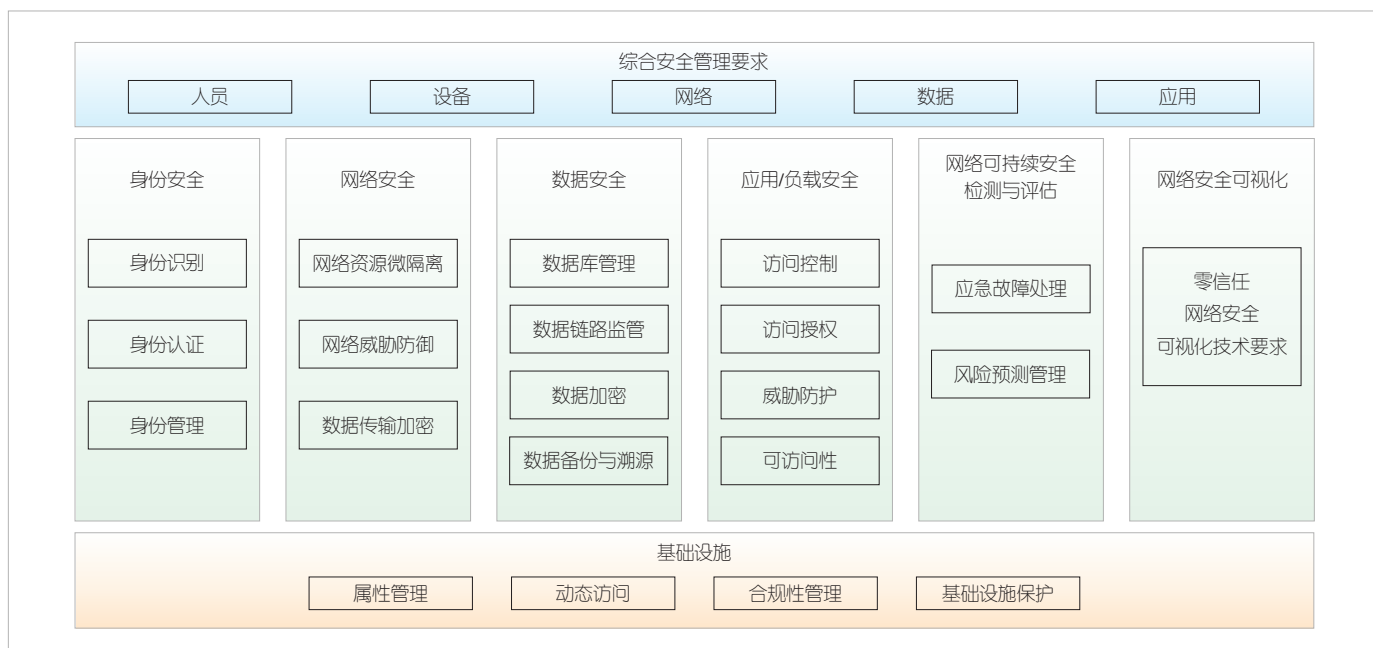 综合安全管理要求
人员
设备
网络
数据
应用
身份安全
身份识别
身份认证
身份管理
网络安全
网络资源微隔离
网络威胁防御
数据传输加密
数据安全
数据库管理
数据链路监管
数据加密
数据备份与溯源
应用/负载安全
访问控制
访问授权
威胁防护
可访问性
网络可持续安全
检测与评估
应急故障处理
风险预测管理
网络安全可视化
零信任
网络安全
可视化技术要求
基础设施
属性管理
动态访问
合规性管理
基础设施保护